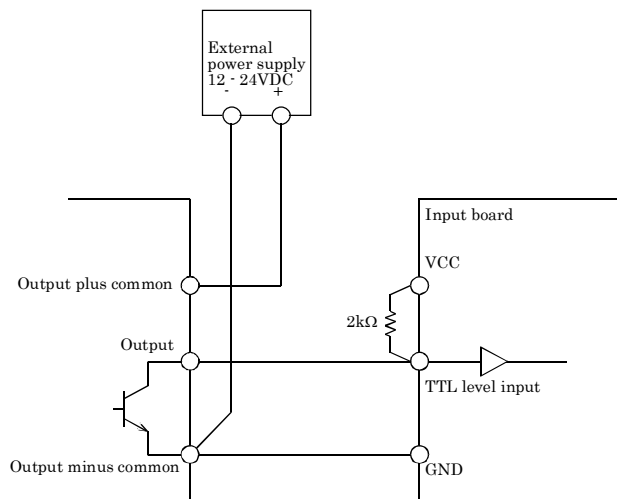 External
power supply
12 - 24VDC
- +
Input board
VCC
Output plus common
2kΩ
Output
TTL level input
Output minus common
GND